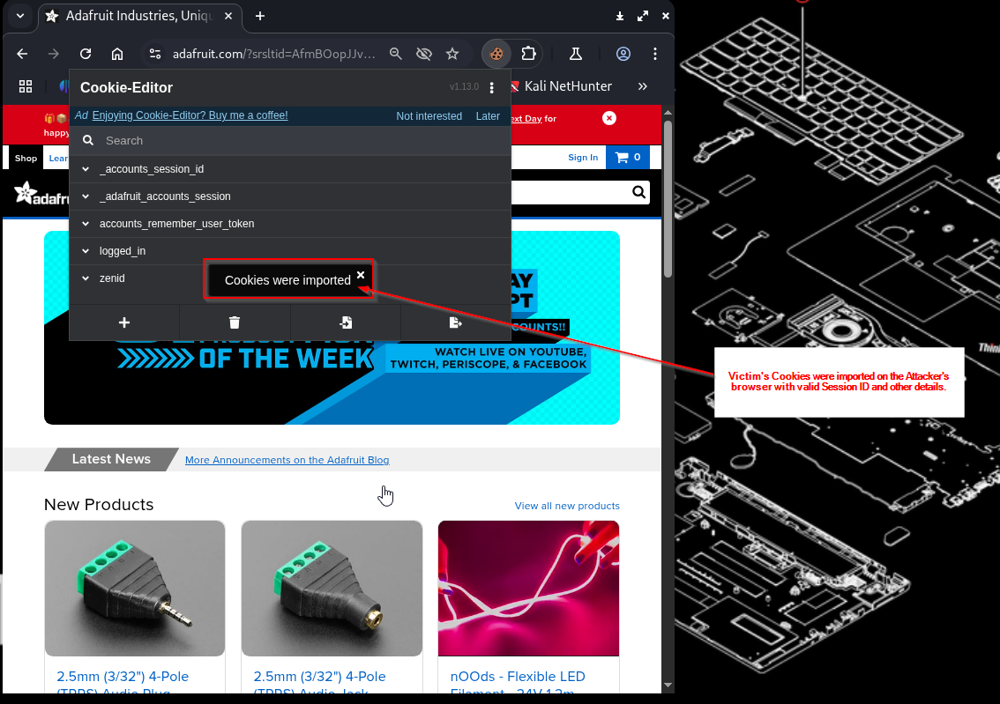 Adafruit Industries, Uniqu
adafruit.com/?srsltid=AfmBOopJJv...
Kali NetHunter
Cookie-Editor
v1.13.0
Ad Enjoying Cookie-Editor? Buy me a coffee!
Not interested
Later
ext Day for
happy
Search
Shop
Lear
Sign In
0
_accounts_session_id
_adafruit_accounts_session
adafru
accounts_remember_user_token
logged_in
zenid
Cookies were imported
AY
PT
COUNTS!!
OF THE WEEK
WATCH LIVE ON YOUTUBE,
TWITCH, PERISCOPE, & FACEBOOK
Victim's Cookies were imported on the Attacker's
browser with valid Session ID and other details.
Latest News
More Announcements on the Adafruit Blog
New Products
View all new products
2.5mm (3/32") 4-Pole
(TRRS) Audio Plug
2.5mm (3/32") 4-Pole
(TRRS) Audio Jack
nOOds - Flexible LED
Filament - 24V 1.2m
Thin